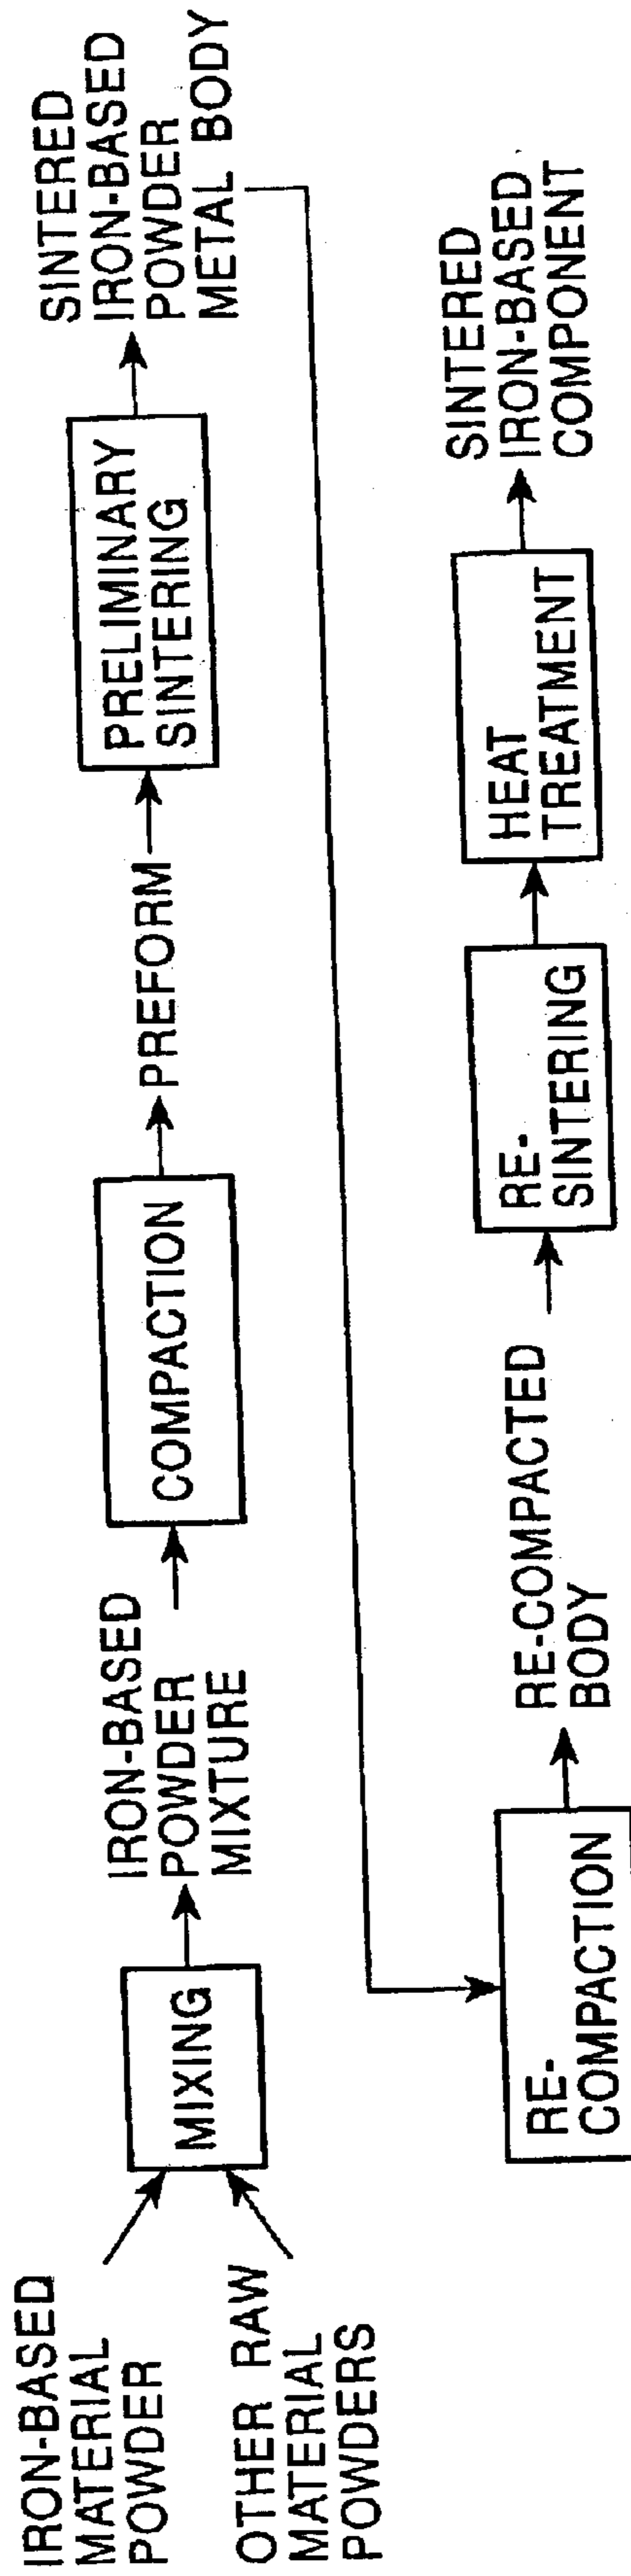 IRON-BASED
MATERIAL
POWDER
OTHER RAW
MATERIAL
POWDERS
MIXING
IRON-BASED
POWDER
MIXTURE
COMPACTION
PREFORM
PRELIMINARY
SINTERING
SINTERED
IRON-BASED
POWDER
METAL BODY
RE-
COMPACTION
RE-COMPACTED
BODY
RE-
SINTERING
HEAT
TREATMENT
SINTERED
IRON-BASED
COMPONENT